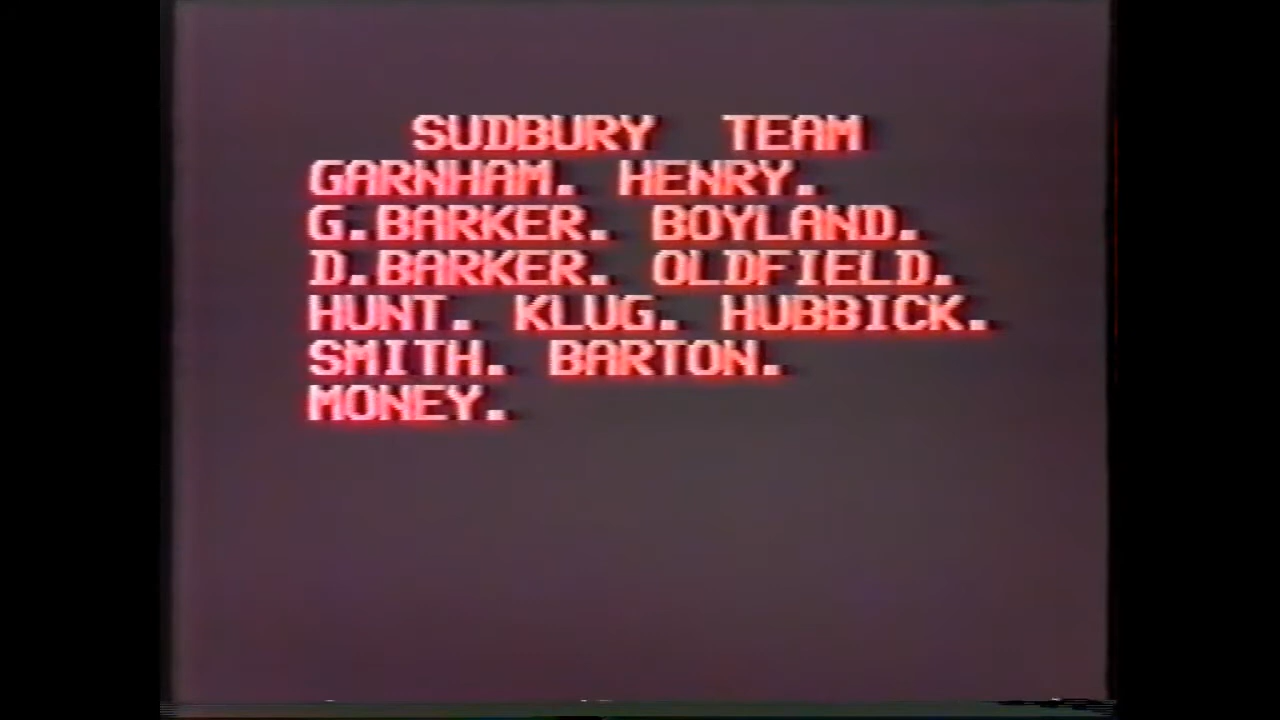 SUDBURY TEAM
GARNHAM. HENRY.
G.BARKER. BOYLAND.
D.BARKER. OLDFIELD.
HUNT. KLUG. HUBBICK.
SMITH. BARTON.
MONEY.